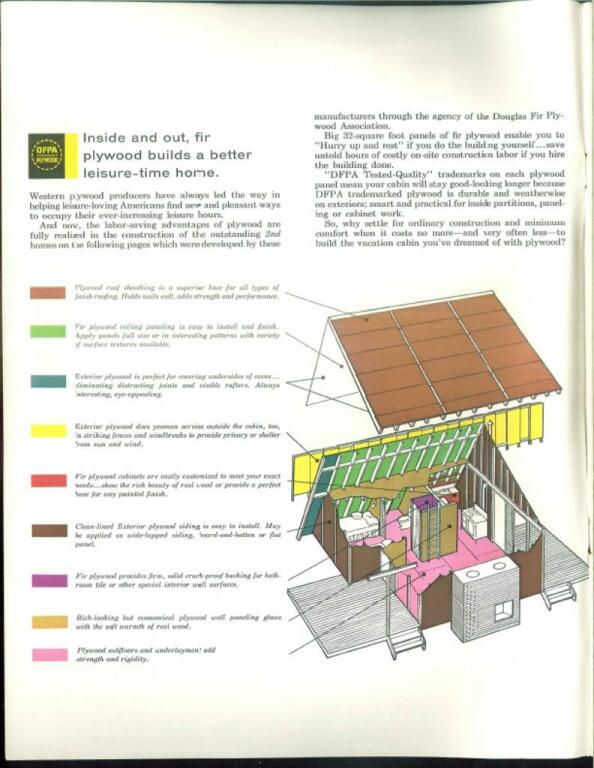 DFPA
PLYWOOD
Inside and out, fir
plywood builds a better
leisure-time home.
Western plywood producers have always led the way in
helping leisure-loving Americans find new and pleasant ways
to occupy their ever-increasing leisure hours.
And now, the labor-saving advantages of plywood are
fully realized in the construction of the outstanding 2nd
homes on the following pages which were developed by these
manufacturers through the agency of the Douglas Fir Ply-
wood Association.
Big 32-square foot panels of fir plywood enable you to
"Hurry up and rest" if you do the building yourself...save
untold hours of costly on-site construction labor if you hire
the building done.
"DFPA Tested-Quality" trademarks on each plywood
panel mean your cabin will stay good-looking longer because
DFPA trademarked plywood is durable and weatherwise
on exteriors; smart and practical for inside partitions, panel-
ing or cabinet work.
So, why settle for ordinary construction and minimum
comfort when it costs no more—and very often less—to
build the vacation cabin you've dreamed of with plywood?
Plywood roof sheathing is a superior base for all types of
finish roofing. Holds nails well, adds strength and performance.
Fir plywood ceiling paneling is easy to install and finish.
Apply panels full size or in interesting patterns with variety
of surface textures available.
Exterior plywood is perfect for covering undersides of eaves...
eliminating distracting joints and visible rafters. Always
interesting, eye-appealing.
Exterior plywood does yeoman service outside the cabin, too,
in striking fences and windbreaks to provide privacy or shelter
from sun and wind.
Fir plywood cabinets are easily customized to meet your exact
needs...show the rich beauty of real wood or provide a perfect
base for any painted finish.
Clean-lined Exterior plywood siding is easy to install. May
be applied as wide-lapped siding, board-and-batten or flat
panel.
Fir plywood provides firm, solid crack-proof backing for bath-
room tile or other special interior wall surfaces.
Rich-looking but economical plywood wall paneling glows
with the soft warmth of real wood.
Plywood subfloors and underlayment add
strength and rigidity.